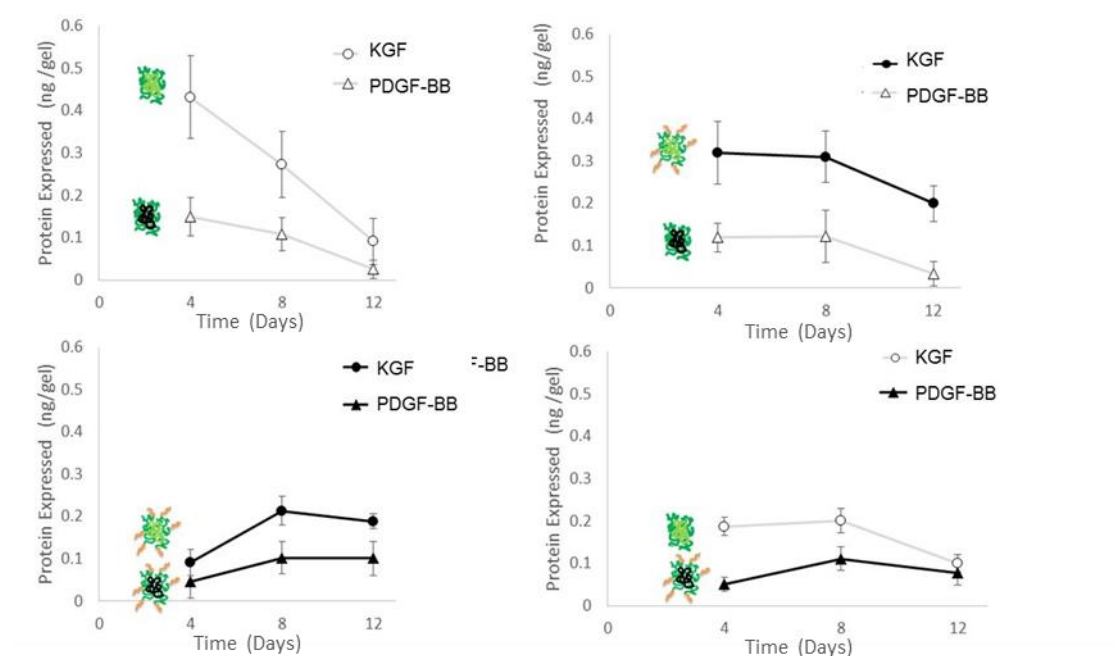 0.6
0.5
0.4
0.3
0.2
0.1
0
0
4
8
12
Time (Days)
Protein Expressed (ng /gel)
KGF
PDGF-BB
0.6
0.5
0.4
0.3
0.2
0.1
0
0
4
8
12
Time (Days)
Protein Expressed (ng/gel)
KGF
PDGF-BB
0.6
0.5
0.4
0.3
0.2
0.1
0
0
4
8
12
Time (Days)
Protein Expressed (ng/gel)
KGF
PDGF-BB
F-BB
0.6
0.5
0.4
0.3
0.2
0.1
0
0
4
8
12
Time (Days)
Protein Expressed (ng /gel)
KGF
PDGF-BB